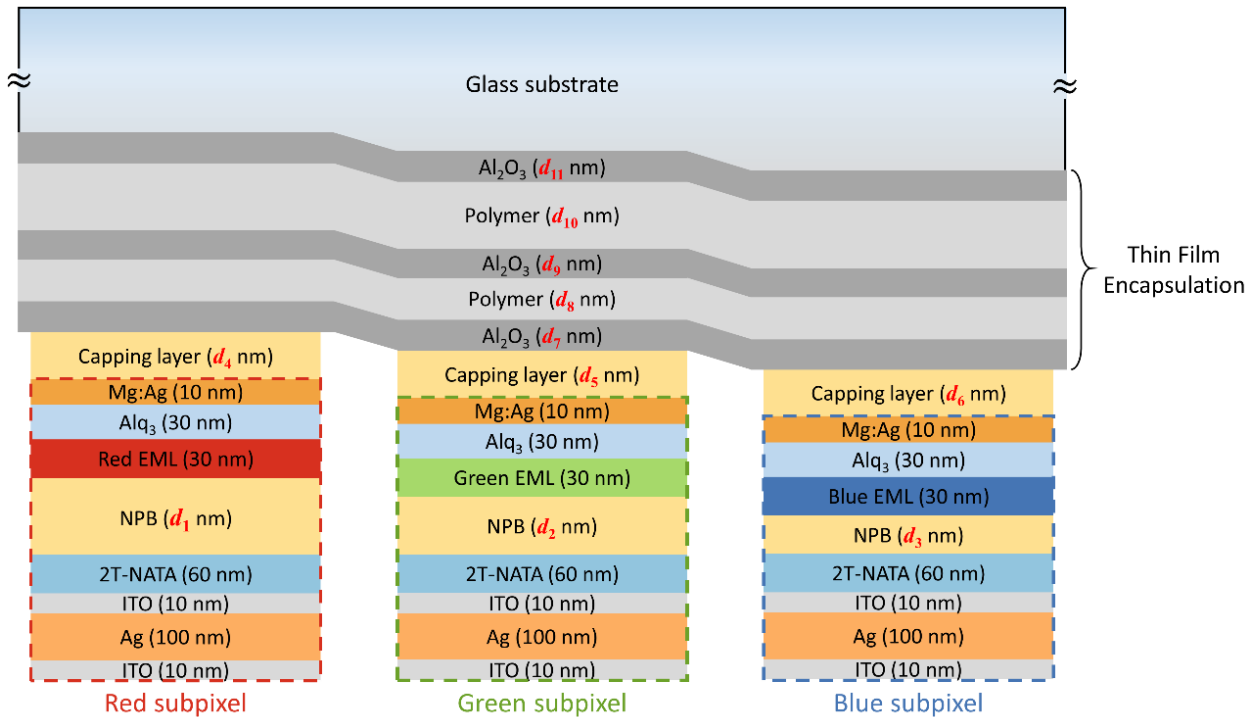 Glass substrate
Al₂O₃ (d₁₁ nm)
Polymer (d₁₀ nm)
Al₂O₃ (d₉ nm)
Polymer (d₈ nm)
Al₂O₃ (d₇ nm)
Thin Film
Encapsulation
Capping layer (d₄ nm)
Mg:Ag (10 nm)
Alq₃ (30 nm)
Red EML (30 nm)
NPB (d₁ nm)
2T-NATA (60 nm)
ITO (10 nm)
Ag (100 nm)
ITO (10 nm)
Red subpixel
Capping layer (d₅ nm)
Mg:Ag (10 nm)
Alq₃ (30 nm)
Green EML (30 nm)
NPB (d₂ nm)
2T-NATA (60 nm)
ITO (10 nm)
Ag (100 nm)
ITO (10 nm)
Green subpixel
Capping layer (d₆ nm)
Mg:Ag (10 nm)
Alq₃ (30 nm)
Blue EML (30 nm)
NPB (d₃ nm)
2T-NATA (60 nm)
ITO (10 nm)
Ag (100 nm)
ITO (10 nm)
Blue subpixel